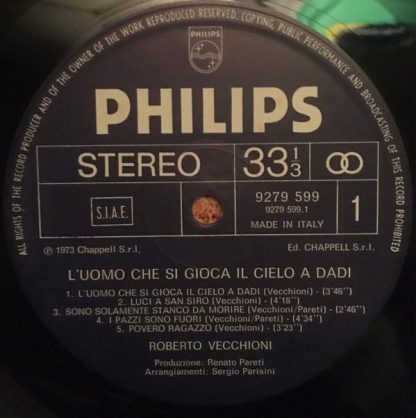 ALL RIGHTS OF THE RECORD PRODUCER AND OF THE OWNER OF THE WORK REPRODUCED RESERVED. COPYING, PUBLIC PERFORMANCE AND BROADCASTING OF THIS RECORD PROHIBITED
PHILIPS
PHILIPS
STEREO
33 1/3
S.I.A.E.
9279 599
9279 599.1
MADE IN ITALY
1
℗ 1973 Chappell S.r.l.
Ed. CHAPPELL S.r.l.
L'UOMO CHE SI GIOCA IL CIELO A DADI
1. L'UOMO CHE SI GIOCA IL CIELO A DADI (Vecchioni) - (3'46'')
2. LUCI A SAN SIRO (Vecchioni) - (4'18'')
3. SONO SOLAMENTE STANCO DA MORIRE (Vecchioni/Pareti) - (2'46'')
4. I PAZZI SONO FUORI (Vecchioni/Pareti) - (4'34'')
5. POVERO RAGAZZO (Vecchioni) - (3'23'')
ROBERTO VECCHIONI
Produzione: Renato Pareti
Arrangiamenti: Sergio Parisini